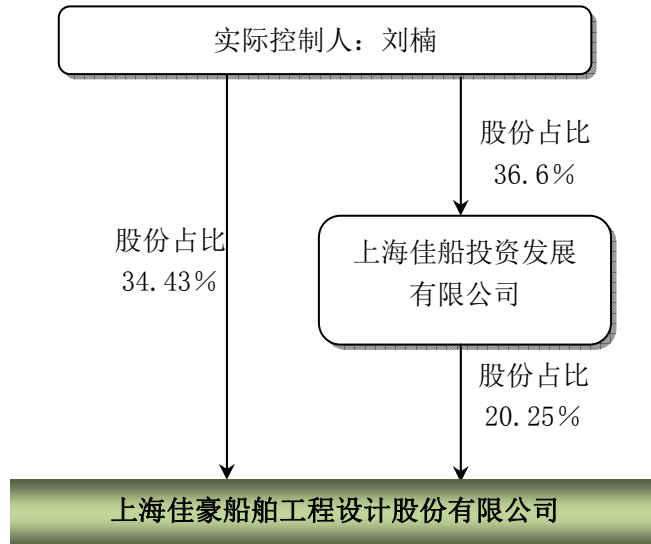 实际控制人：刘楠
股份占比
36.6％
股份占比
34.43％
上海佳船投资发展
有限公司
股份占比
20.25％
上海佳豪船舶工程设计股份有限公司